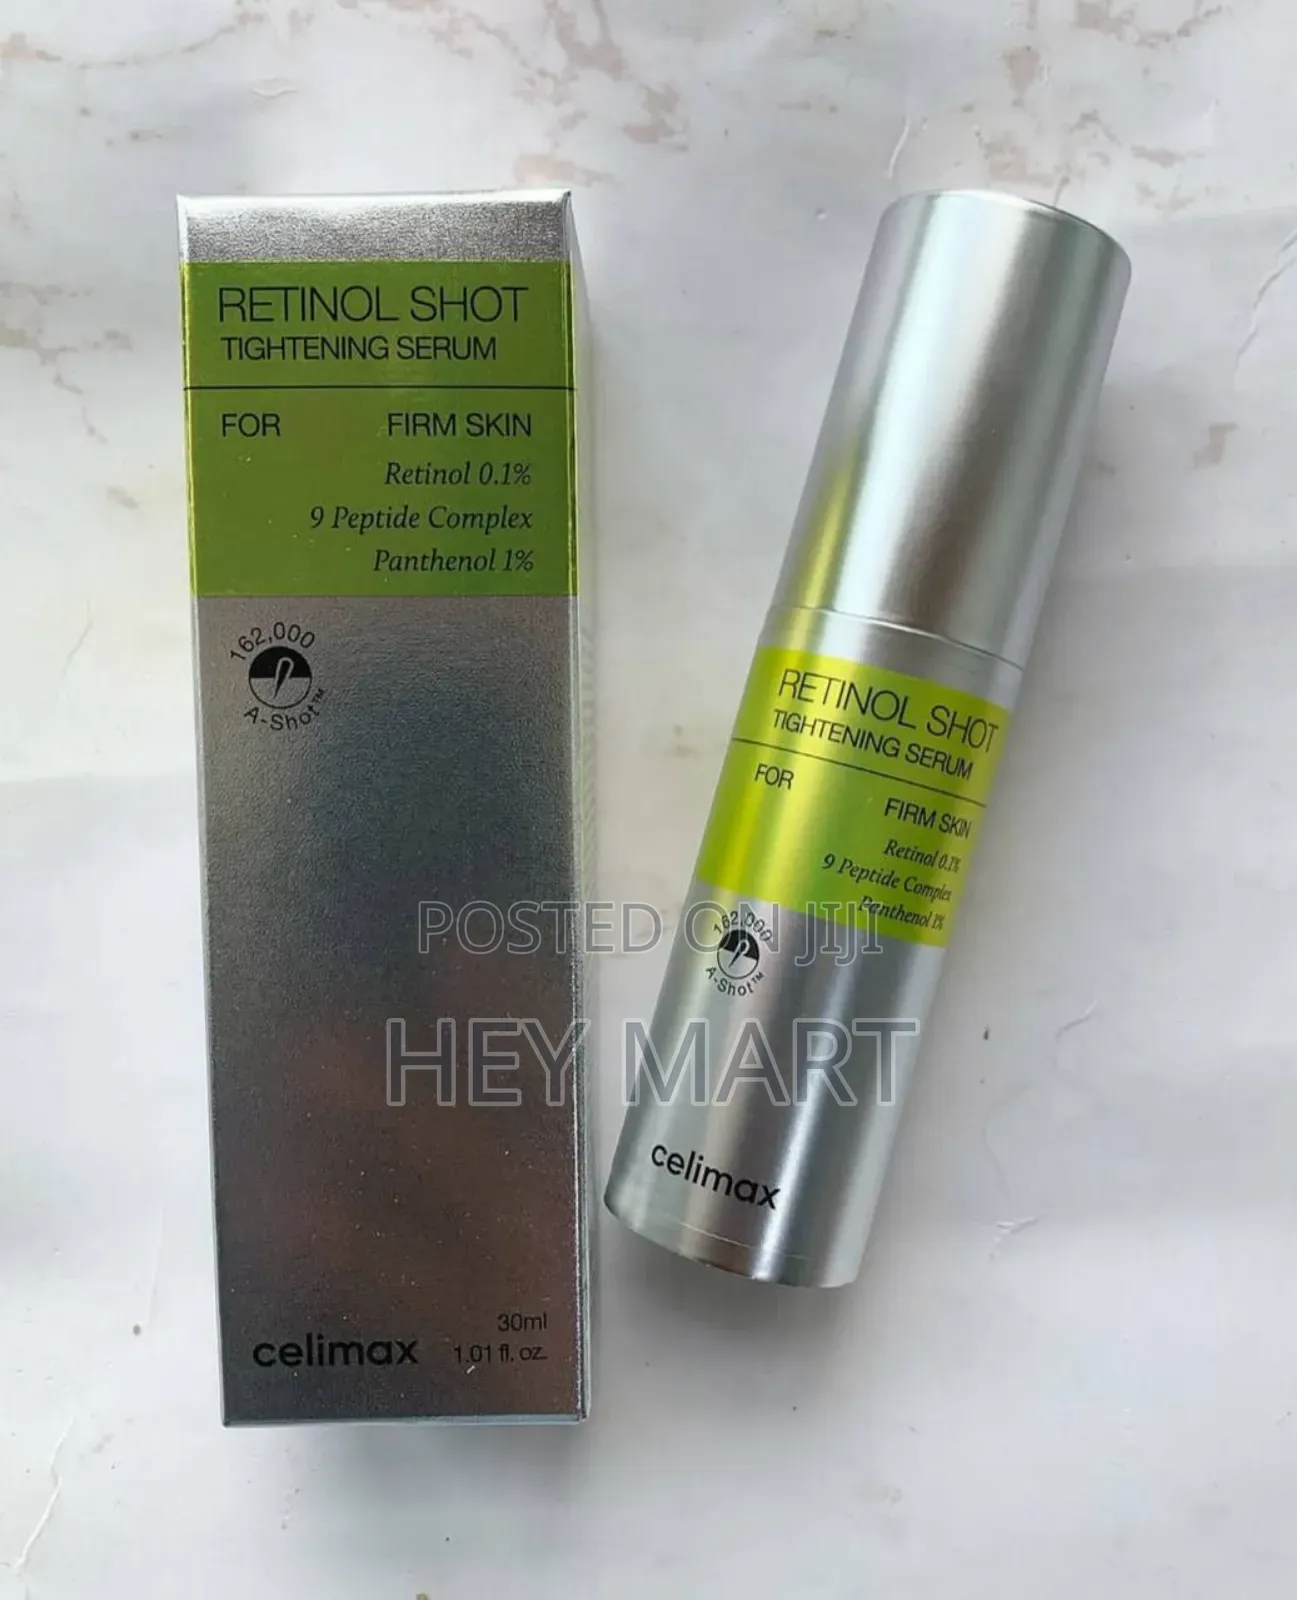 RETINOL SHOT
TIGHTENING SERUM
FOR FIRM SKIN
Retinol 0.1%
9 Peptide Complex
Panthenol 1%
162,000
A-Shot™
celimax
30ml
1.01 fl. oz.
RETINOL SHOT
TIGHTENING SERUM
FOR
FIRM SKIN
Retinol 0.1%
9 Peptide Complex
Panthenol 1%
162,000
A-Shot™
celimax
POSTED ON JIJI
HEY MART